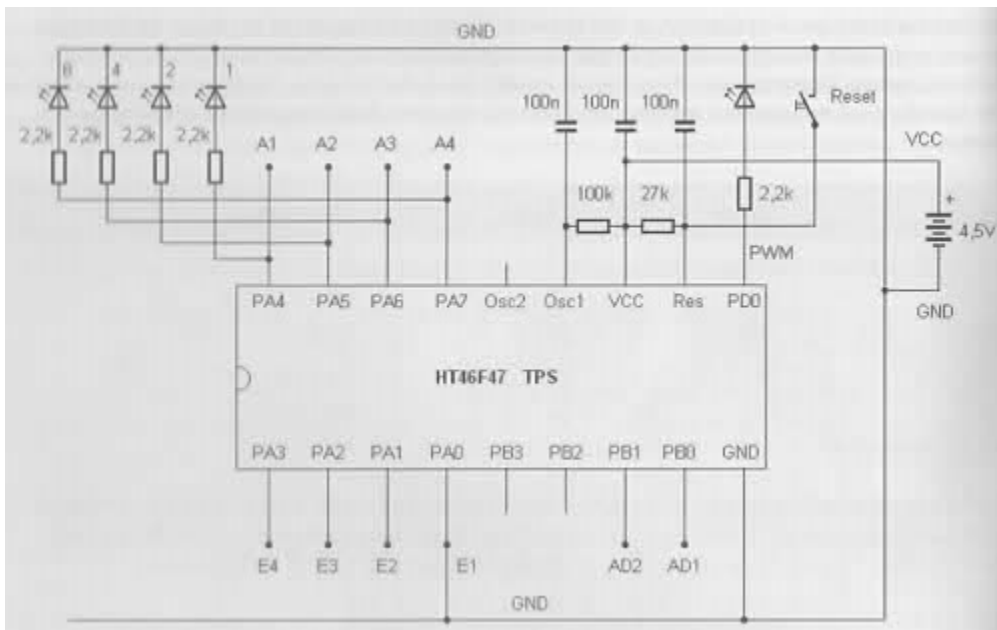 GND
8 4 2 1
100n 100n 100n
Reset
2,2k 2,2k 2,2k 2,2k
A1 A2 A3 A4
VCC
100k 27k 2,2k
+
4,5V
PWM
PA4 PA5 PA6 PA7 Osc2 Osc1 VCC Res PD0
GND
HT46F47 TPS
PA3 PA2 PA1 PA0 PB3 PB2 PB1 PB0 GND
E4 E3 E2 E1 AD2 AD1
GND